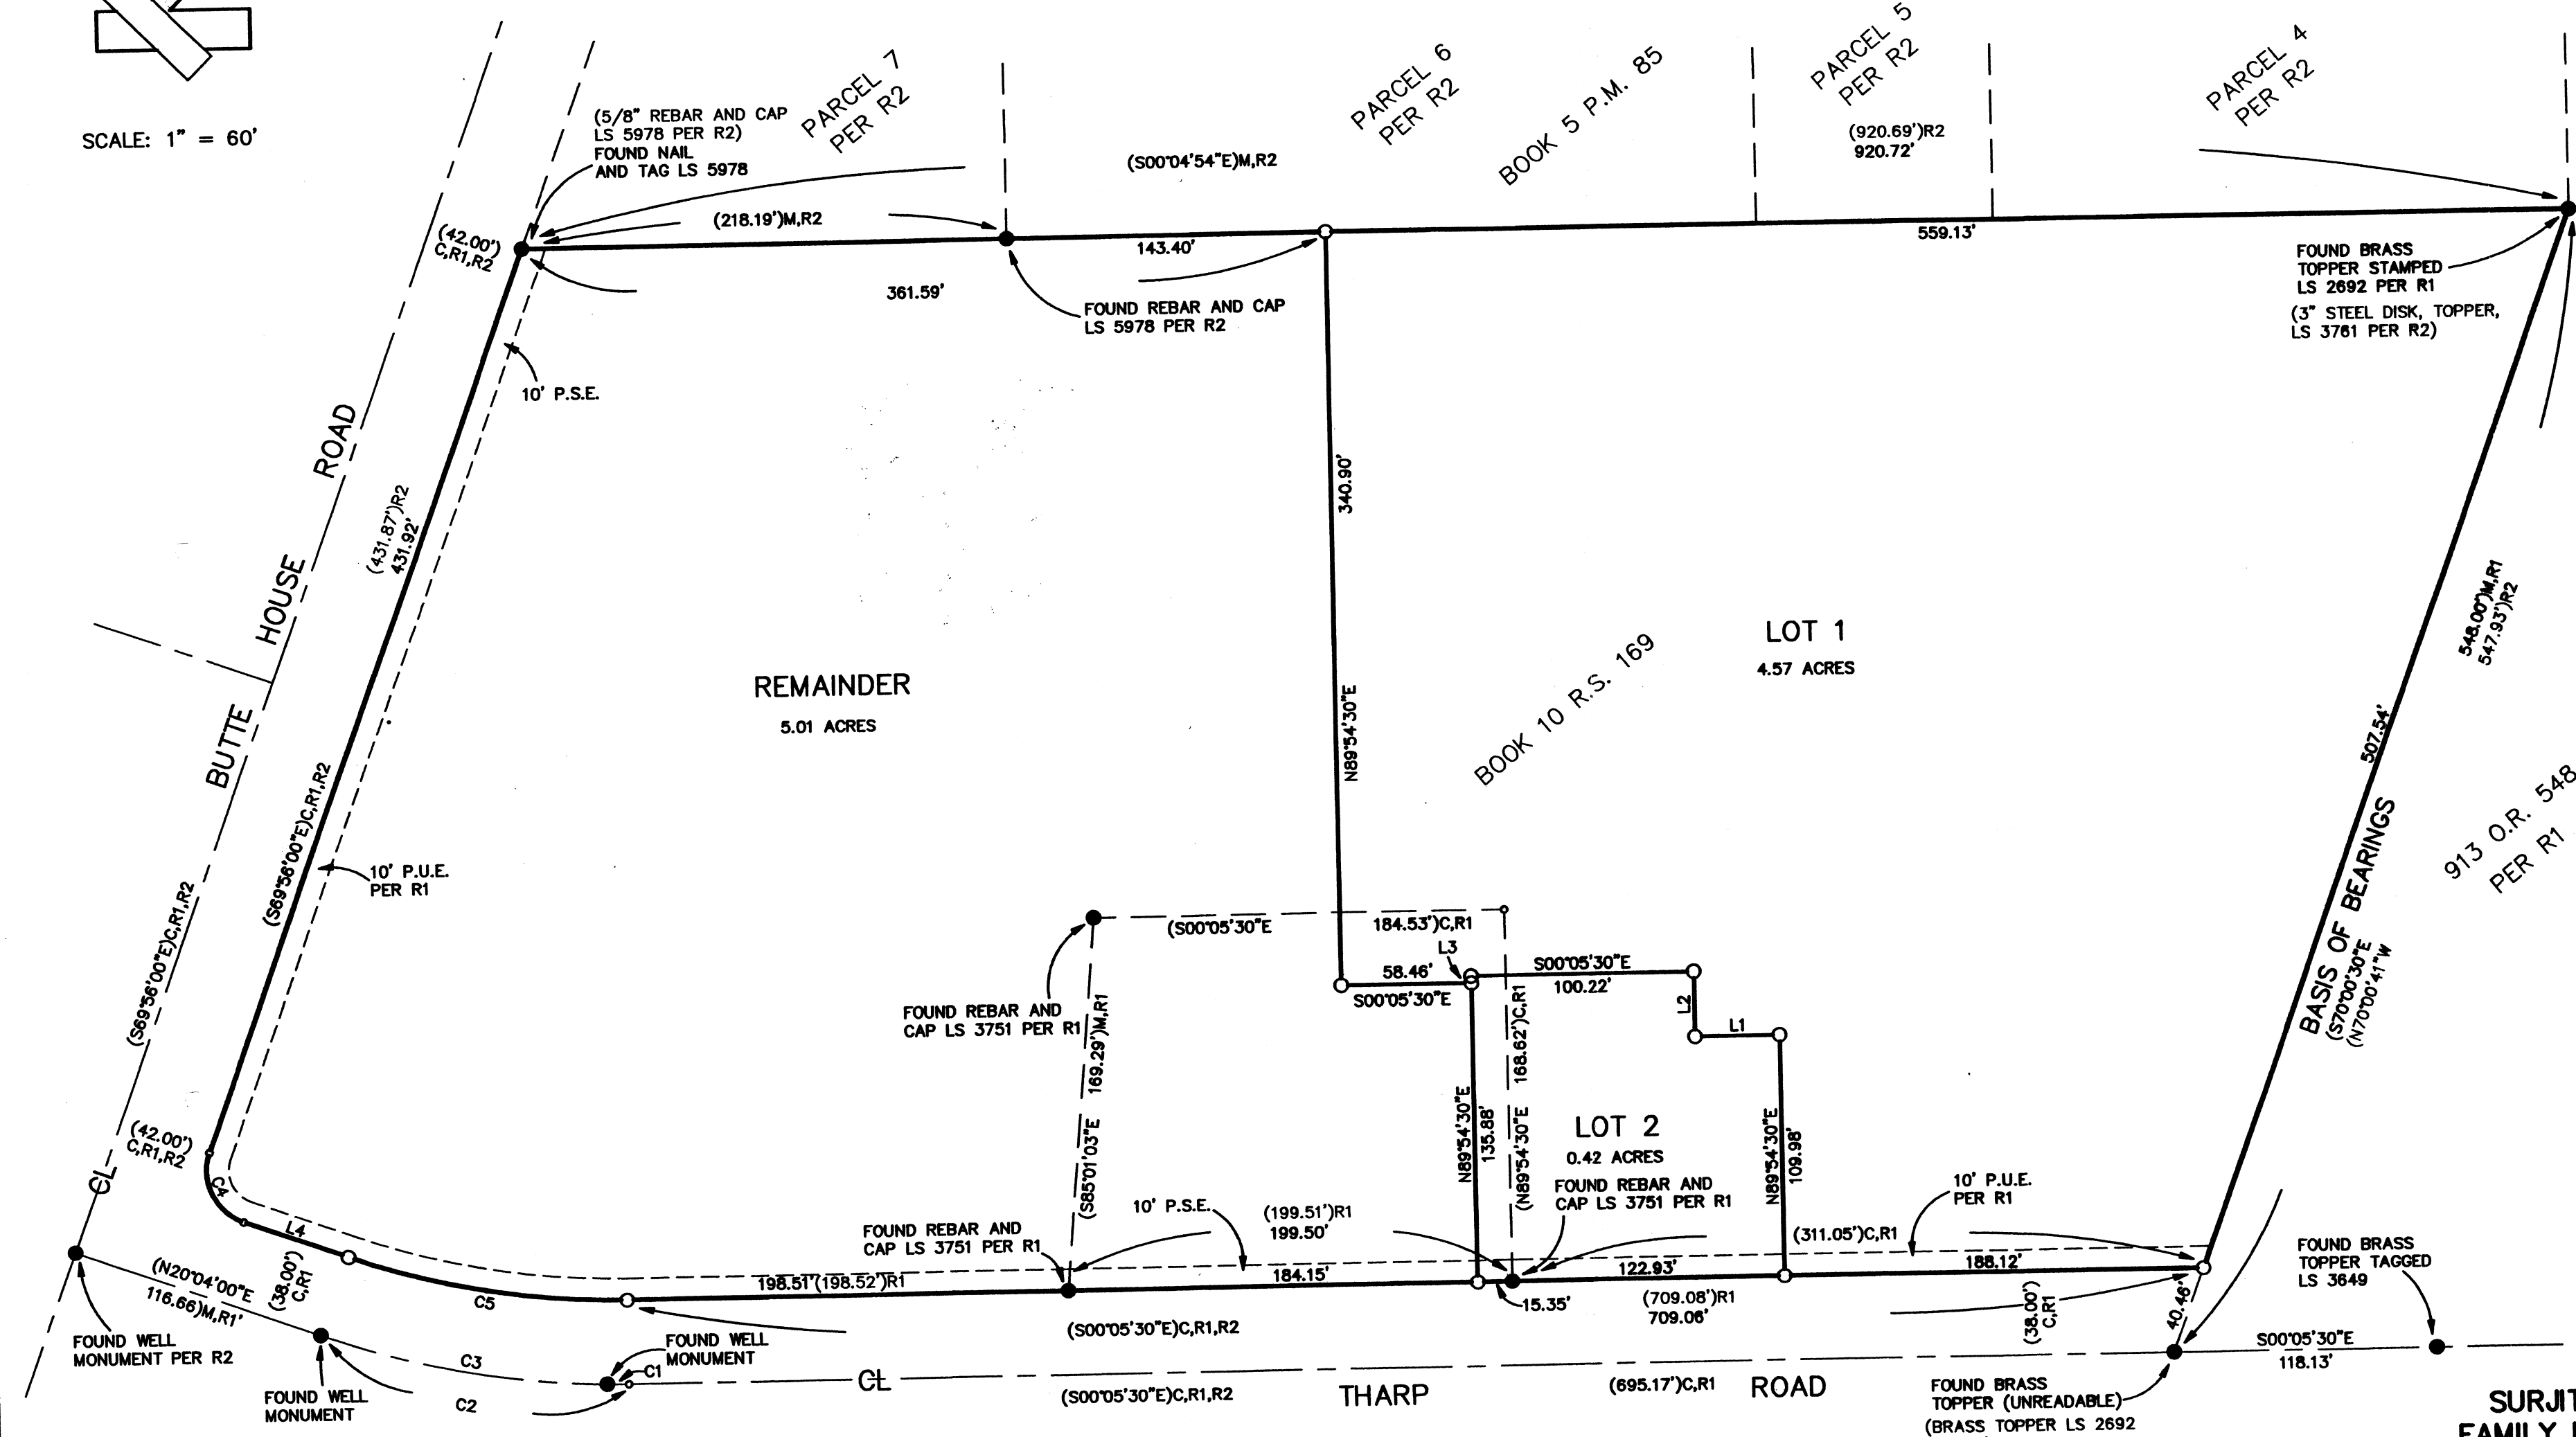 SCALE: 1" = 60'
(5/8" REBAR AND CAP
LS 5978 PER R2)
FOUND NAIL
AND TAG LS 5978
PARCEL 7
PER R2
PARCEL 6
PER R2
BOOK 5 P.M. 85
PARCEL 5
PER R2
PARCEL 4
PER R2
(S00°04'54"E)M,R2
(920.69')R2
920.72'
(42.00')
C,R1,R2
(218.19')M,R2
143.40'
559.13'
361.59'
FOUND REBAR AND CAP
LS 5978 PER R2
FOUND BRASS
TOPPER STAMPED
LS 2692 PER R1
(3" STEEL DISK, TOPPER,
LS 3761 PER R2)
10' P.S.E.
BUTTE HOUSE ROAD
(431.87')R2
431.92'
340.90'
N89°54'30"E
REMAINDER
5.01 ACRES
LOT 1
4.57 ACRES
BOOK 10 R.S. 169
548.00')M,R1
547.93')R2
507.54'
BASIS OF BEARINGS
(S70°00'30"E
(N70°00'41"W
913 O.R. 548
PER R1
(S69°56'00"E)C,R1,R2
(S69°56'00"E)C,R1,R2
10' P.U.E.
PER R1
(S00°05'30"E
184.53')C,R1
L3
58.46'
S00°05'30"E
S00°05'30"E
100.22'
L2
L1
FOUND REBAR AND
CAP LS 3751 PER R1
(S85°01'03"E 169.29')M,R1
(N89°54'30"E 168.62')C,R1
N89°54'30"E
135.88'
N89°54'30"E
109.98'
LOT 2
0.42 ACRES
FOUND REBAR AND
CAP LS 3751 PER R1
10' P.U.E.
PER R1
(42.00')
C,R1,R2
CL
C4
L4
10' P.S.E.
(199.51')R1
199.50'
FOUND REBAR AND
CAP LS 3751 PER R1
(311.05')C,R1
198.51'(198.52')R1
184.15'
122.93'
188.12'
15.35'
(709.08')R1
709.06'
(38.00')
C,R1
40.46'
FOUND BRASS
TOPPER TAGGED
LS 3649
(N20°04'00"E
116.66')M,R1'
(38.00')
C,R1
C5
(S00°05'30"E)C,R1,R2
FOUND WELL
MONUMENT PER R2
FOUND WELL
MONUMENT
S00°05'30"E
118.13'
C3
C1
C2
FOUND WELL
MONUMENT
CL
(S00°05'30"E)C,R1,R2
THARP ROAD
(695.17')C,R1
FOUND BRASS
TOPPER (UNREADABLE)
(BRASS TOPPER LS 2692
SURJIT
FAMILY